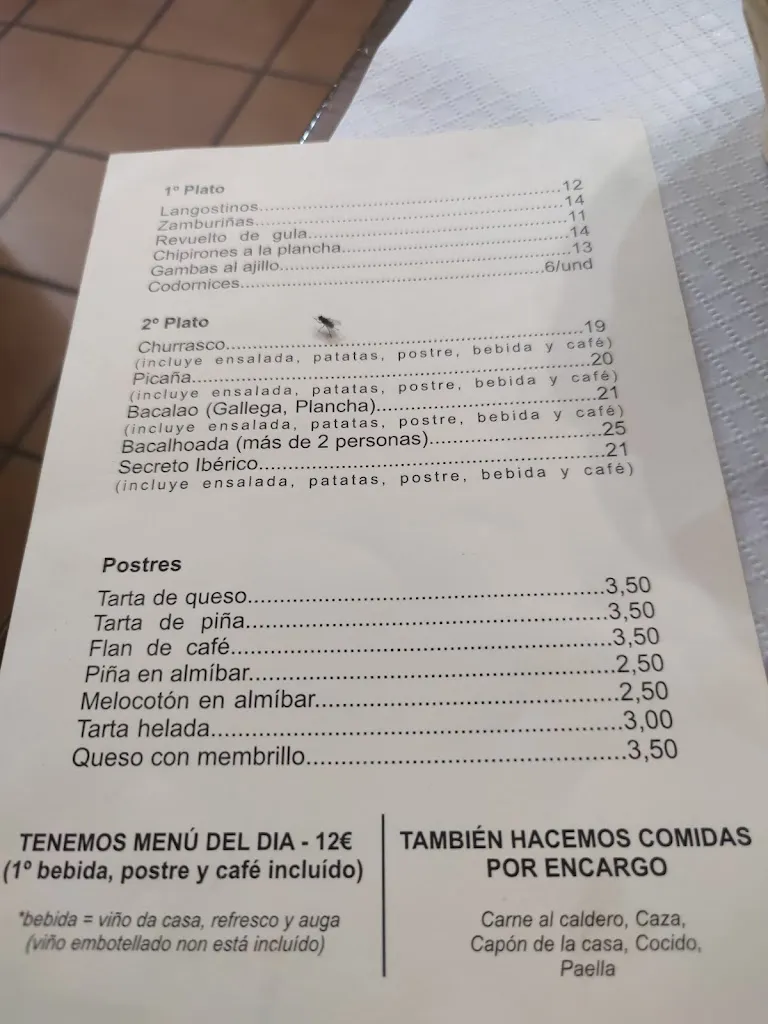 1º Plato
Langostinos..........................................................12
Zamburiñas..........................................................14
Revuelto de gula..................................................11
Chipirones a la plancha........................................14
Gambas al ajillo....................................................13
Codornices...........................................................6/und
2º Plato
Churrasco............................................................19
(incluye ensalada, patatas, postre, bebida y café)
Picaña..................................................................20
(incluye ensalada, patatas, postre, bebida y café)
Bacalao (Gallega, Plancha)..................................21
(incluye ensalada, patatas, postre, bebida y café)
Bacalhoada (más de 2 personas)..........................25
Secreto Ibérico.....................................................21
(incluye ensalada, patatas, postre, bebida y café)
Postres
Tarta de queso..............................................3,50
Tarta de piña................................................3,50
Flan de café.................................................3,50
Piña en almíbar.............................................2,50
Melocotón en almíbar....................................2,50
Tarta helada..................................................3,00
Queso con membrillo.....................................3,50
TENEMOS MENÚ DEL DIA - 12€
(1º bebida, postre y café incluído)
*bebida = viño da casa, refresco y auga
(viño embotellado non está incluído)
TAMBIÉN HACEMOS COMIDAS
POR ENCARGO
Carne al caldero, Caza,
Capón de la casa, Cocido,
Paella